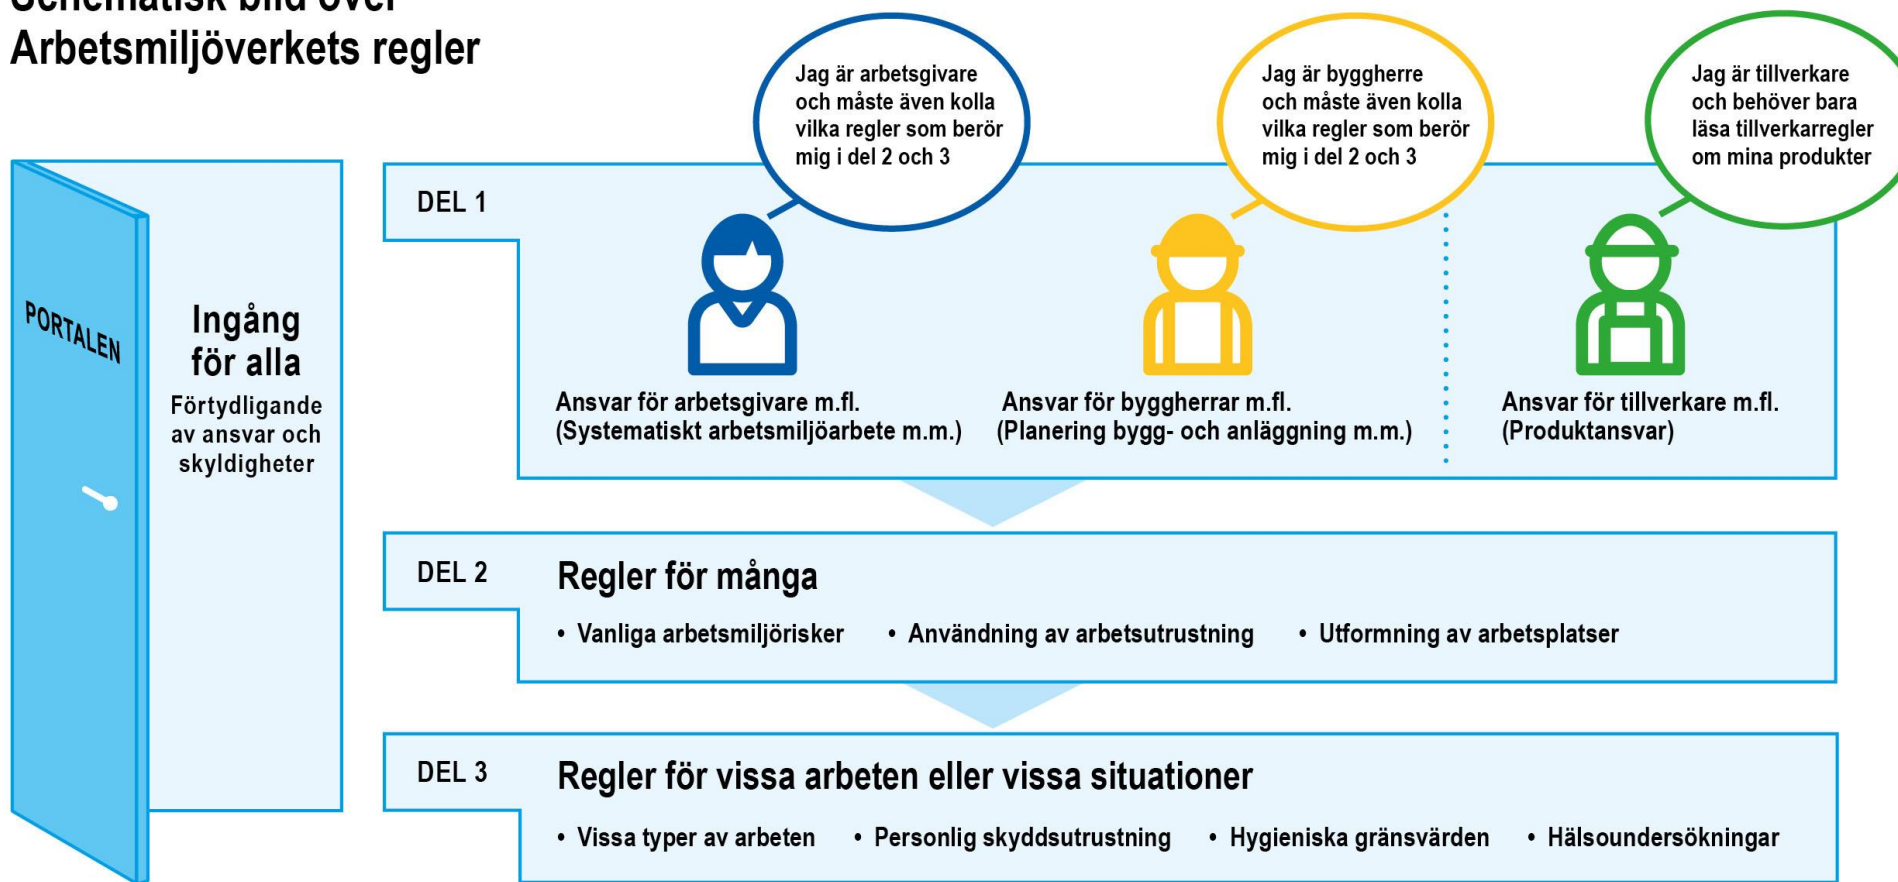 Schematisk bild över
Arbetsmiljöverkets regler
PORTALEN
Ingång
för alla
Förtydligande
av ansvar och
skyldigheter
DEL 1
Jag är arbetsgivare
och måste även kolla
vilka regler som berör
mig i del 2 och 3
Jag är byggherre
och måste även kolla
vilka regler som berör
mig i del 2 och 3
Jag är tillverkare
och behöver bara
läsa tillverkarregler
om mina produkter
Ansvar för arbetsgivare m.fl.
(Systematiskt arbetsmiljöarbete m.m.)
Ansvar för byggherrar m.fl.
(Planering bygg- och anläggning m.m.)
Ansvar för tillverkare m.fl.
(Produktansvar)
DEL 2
Regler för många
• Vanliga arbetsmiljörisker • Användning av arbetsutrustning • Utformning av arbetsplatser
DEL 3
Regler för vissa arbeten eller vissa situationer
• Vissa typer av arbeten • Personlig skyddsutrustning • Hygieniska gränsvärden • Hälsoundersökningar